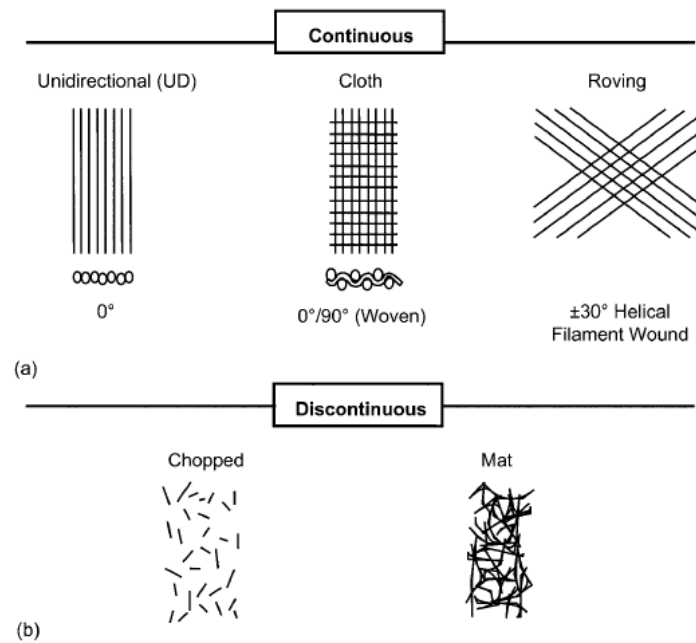 Continuous
Unidirectional (UD)
Cloth
Roving
0°
0°/90° (Woven)
±30° Helical
Filament Wound
(a)
Discontinuous
Chopped
Mat
(b)